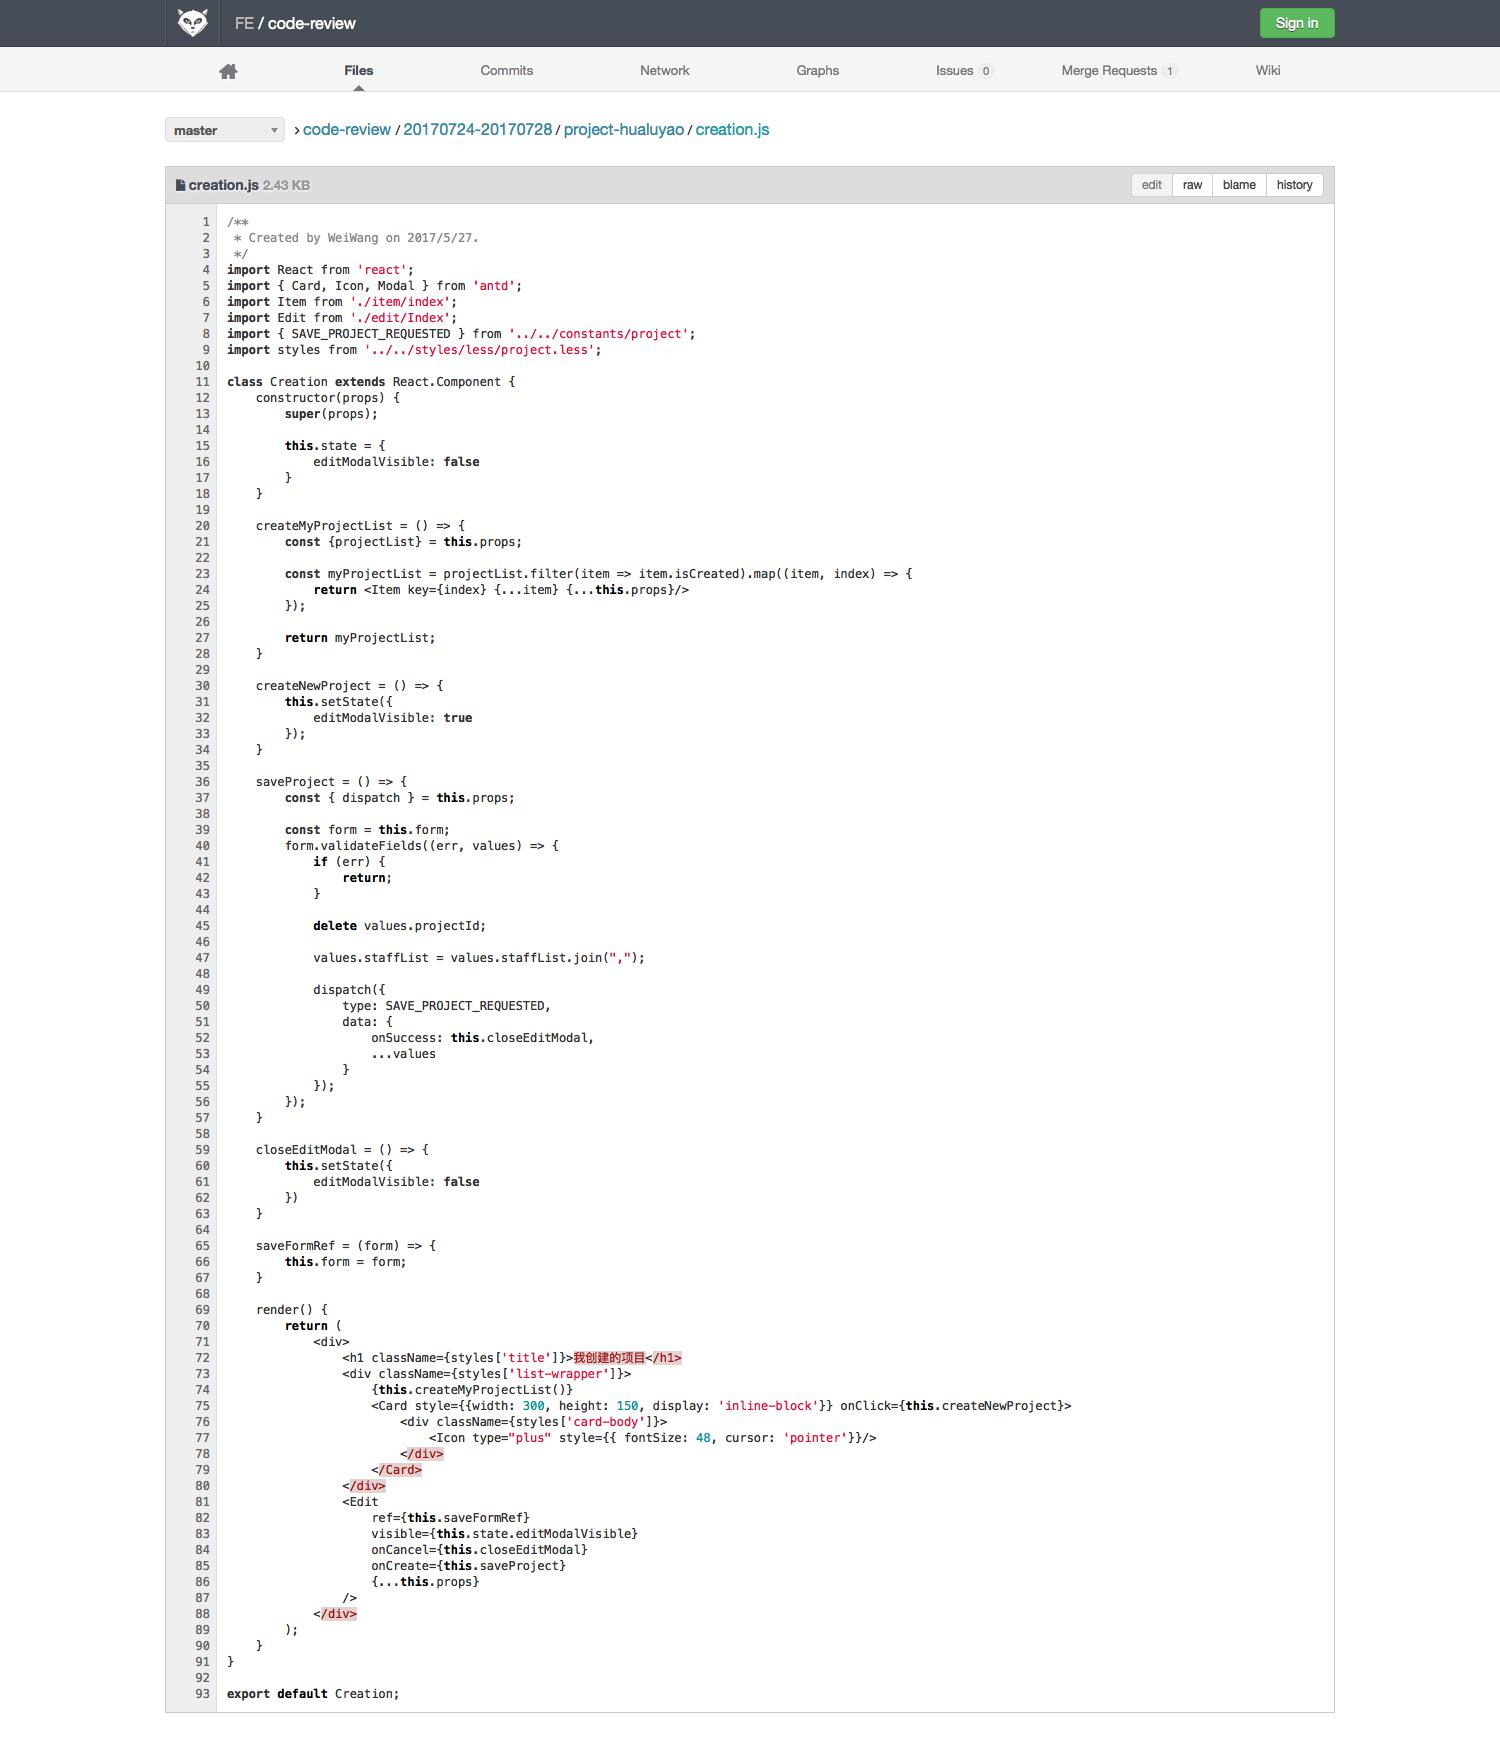 FE / code-review
Sign in
Files
Commits
Network
Graphs
Issues 0
Merge Requests 1
Wiki
master
› code-review / 20170724-20170728 / project-hualuyao / creation.js
creation.js 2.43 KB
edit raw blame history
1 /**
2  * Created by WeiWang on 2017/5/27.
3  */
4 import React from 'react';
5 import { Card, Icon, Modal } from 'antd';
6 import Item from './item/index';
7 import Edit from './edit/Index';
8 import { SAVE_PROJECT_REQUESTED } from '../../constants/project';
9 import styles from '../../styles/less/project.less';
10
11 class Creation extends React.Component {
12     constructor(props) {
13         super(props);
14
15         this.state = {
16             editModalVisible: false
17         }
18     }
19
20     createMyProjectList = () => {
21         const {projectList} = this.props;
22
23         const myProjectList = projectList.filter(item => item.isCreated).map((item, index) => {
24             return <Item key={index} {...item} {...this.props}/>
25         });
26
27         return myProjectList;
28     }
29
30     createNewProject = () => {
31         this.setState({
32             editModalVisible: true
33         });
34     }
35
36     saveProject = () => {
37         const { dispatch } = this.props;
38
39         const form = this.form;
40         form.validateFields((err, values) => {
41             if (err) {
42                 return;
43             }
44
45             delete values.projectId;
46
47             values.staffList = values.staffList.join(",");
48
49             dispatch({
50                 type: SAVE_PROJECT_REQUESTED,
51                 data: {
52                     onSuccess: this.closeEditModal,
53                     ...values
54                 }
55             });
56         });
57     }
58
59     closeEditModal = () => {
60         this.setState({
61             editModalVisible: false
62         })
63     }
64
65     saveFormRef = (form) => {
66         this.form = form;
67     }
68
69     render() {
70         return (
71             <div>
72                 <h1 className={styles['title']}>我创建的项目</h1>
73                 <div className={styles['list-wrapper']}>
74                     {this.createMyProjectList()}
75                     <Card style={{width: 300, height: 150, display: 'inline-block'}} onClick={this.createNewProject}>
76                         <div className={styles['card-body']}>
77                             <Icon type="plus" style={{ fontSize: 48, cursor: 'pointer'}}/>
78                         </div>
79                     </Card>
80                 </div>
81                 <Edit
82                     ref={this.saveFormRef}
83                     visible={this.state.editModalVisible}
84                     onCancel={this.closeEditModal}
85                     onCreate={this.saveProject}
86                     {...this.props}
87                 />
88             </div>
89         );
90     }
91 }
92
93 export default Creation;